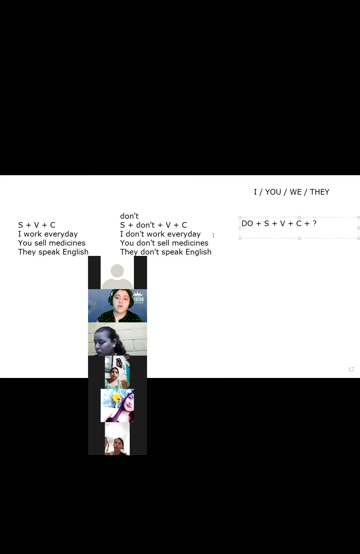 I / YOU / WE / THEY
don't
S + V + C
S + don't + V + C
DO + S + V + C + ?
I work everyday
I don't work everyday
You sell medicines
You don't sell medicines
They speak English
They don't speak English